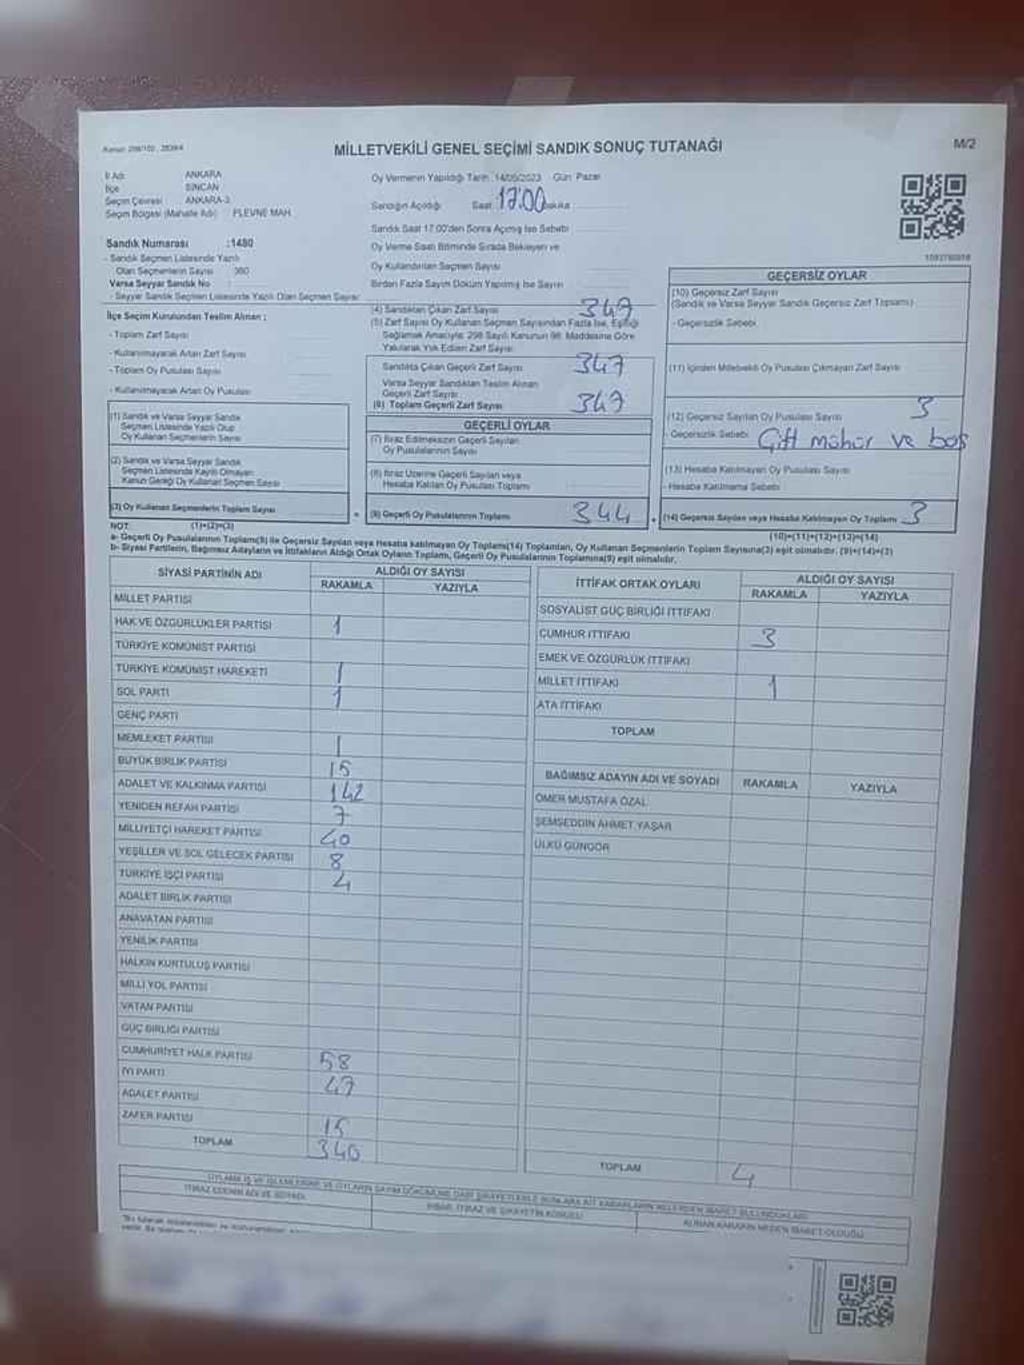 MİLLETVEKİLİ GENEL SEÇİMİ SANDIK SONUÇ TUTANAĞI
M/2
İl Adı ANKARA
İlçe SİNCAN
Seçim Çevresi ANKARA-3
Seçim Bölgesi (Mahalle Adı) : PLEVNE MAH.
Oy Vermenin Yapıldığı Tarih : 14/05/2023 Gün: Pazar
Sandığın Açıldığı Saat 17:00 Dakika
Sandık Saat 17.00'den Sonra Açılmış İse Sebebi
Oy Verme Saati Bitiminde Sırada Bekleyen ve
Oy Kullandırılan Seçmen Sayısı
Birden Fazla Sayım Döküm Yapılmış İse Sayısı
Sandık Numarası :1480
- Sandık Seçmen Listesinde Yazılı
Olan Seçmenlerin Sayısı : 360
Varsa Seyyar Sandık No :
- Seyyar Sandık Seçmen Listesinde Yazılı Olan Seçmen Sayısı:
İlçe Seçim Kurulundan Teslim Alınan ;
- Toplam Zarf Sayısı
- Kullanılmayarak Artan Zarf Sayısı
- Toplam Oy Pusulası Sayısı
- Kullanılmayarak Artan Oy Pusulası
(1) Sandık ve Varsa Seyyar Sandık
Seçmen Listesinde Yazılı Olup
Oy Kullanan Seçmenlerin Sayısı
(2) Sandık ve Varsa Seyyar Sandık
Seçmen Listesinde Kayıtlı Olmayan
Kanun Gereği Oy Kullanan Seçmen Sayısı
(3) Oy Kullanan Seçmenlerin Toplam Sayısı
(1)+(2)=(3)
(4) Sandıktan Çıkan Zarf Sayısı 347
(5) Zarf Sayısı Oy Kullanan Seçmen Sayısından Fazla İse, Eşitliği
Sağlamak Amacıyla; 298 Sayılı Kanunun 98. Maddesine Göre
Yakılarak Yok Edilen Zarf Sayısı
Sandıkta Çıkan Geçerli Zarf Sayısı 347
Varsa Seyyar Sandıktan Teslim Alınan
Geçerli Zarf Sayısı
(6) Toplam Geçerli Zarf Sayısı 347
GEÇERLİ OYLAR
(7) İtiraz Edilmeksizin Geçerli Sayılan
Oy Pusulalarının Sayısı
(8) İtiraz Üzerine Geçerli Sayılan veya
Hesaba Katılan Oy Pusulası Toplamı
(9) Geçerli Oy Pusulalarının Toplamı 344
GEÇERSİZ OYLAR
(10) Geçersiz Zarf Sayısı
(Sandık ve Varsa Seyyar Sandık Geçersiz Zarf Toplamı)
- Geçersizlik Sebebi
(11) İçinden Milletvekili Oy Pusulası Çıkmayan Zarf Sayısı
(12) Geçersiz Sayılan Oy Pusulası Sayısı 3
- Geçersizlik Sebebi Çift mühür ve boş
(13) Hesaba Katılmayan Oy Pusulası Sayısı
- Hesaba Katılmama Sebebi
(14) Geçersiz Sayılan veya Hesaba Katılmayan Oy Toplamı 3
(10)+(11)+(12)+(13)=(14)
NOT:
a- Geçerli Oy Pusulalarının Toplamı(9) ile Geçersiz Sayılan veya Hesaba Katılmayan Oy Toplamı(14) Toplamları, Oy Kullanan Seçmenlerin Toplam Sayısına(3) eşit olmalıdır. (9)+(14)=(3)
b- Siyasi Partilerin, Bağımsız Adayların ve İttifakların Aldığı Ortak Oyların Toplamı, Geçerli Oy Pusulalarının Toplamına(9) eşit olmalıdır.
SİYASİ PARTİNİN ADI ALDIĞI OY SAYISI
RAKAMLA YAZIYLA
MİLLET PARTİSİ
HAK VE ÖZGÜRLÜKLER PARTİSİ 1
TÜRKİYE KOMÜNİST PARTİSİ
TÜRKİYE KOMÜNİST HAREKETİ 1
SOL PARTİ 1
GENÇ PARTİ
MEMLEKET PARTİSİ 1
BÜYÜK BİRLİK PARTİSİ 15
ADALET VE KALKINMA PARTİSİ 142
YENİDEN REFAH PARTİSİ 7
MİLLİYETÇİ HAREKET PARTİSİ 40
YEŞİLLER VE SOL GELECEK PARTİSİ 8
TÜRKİYE İŞÇİ PARTİSİ 4
ADALET BİRLİK PARTİSİ
ANAVATAN PARTİSİ
YENİLİK PARTİSİ
HALKIN KURTULUŞ PARTİSİ
MİLLİ YOL PARTİSİ
VATAN PARTİSİ
GÜÇ BİRLİĞİ PARTİSİ
CUMHURİYET HALK PARTİSİ 58
İYİ PARTİ 47
ADALET PARTİSİ
ZAFER PARTİSİ 15
TOPLAM 340
İTTİFAK ORTAK OYLARI ALDIĞI OY SAYISI
RAKAMLA YAZIYLA
SOSYALİST GÜÇ BİRLİĞİ İTTİFAKI
CUMHUR İTTİFAKI 3
EMEK VE ÖZGÜRLÜK İTTİFAKI
MİLLET İTTİFAKI 1
ATA İTTİFAKI
TOPLAM
BAĞIMSIZ ADAYIN ADI VE SOYADI RAKAMLA YAZIYLA
ÖMER MUSTAFA ÖZAL
ŞEMSEDDİN AHMET YAŞAR
ÜLKÜ GÜNGÖR
TOPLAM 4
İTİRAZ EDENİN ADI VE SOYADI
İHBAR, İTİRAZ VE ŞİKAYETİN KONUSU
ALINAN KARARIN NEDEN İBARET OLDUĞU